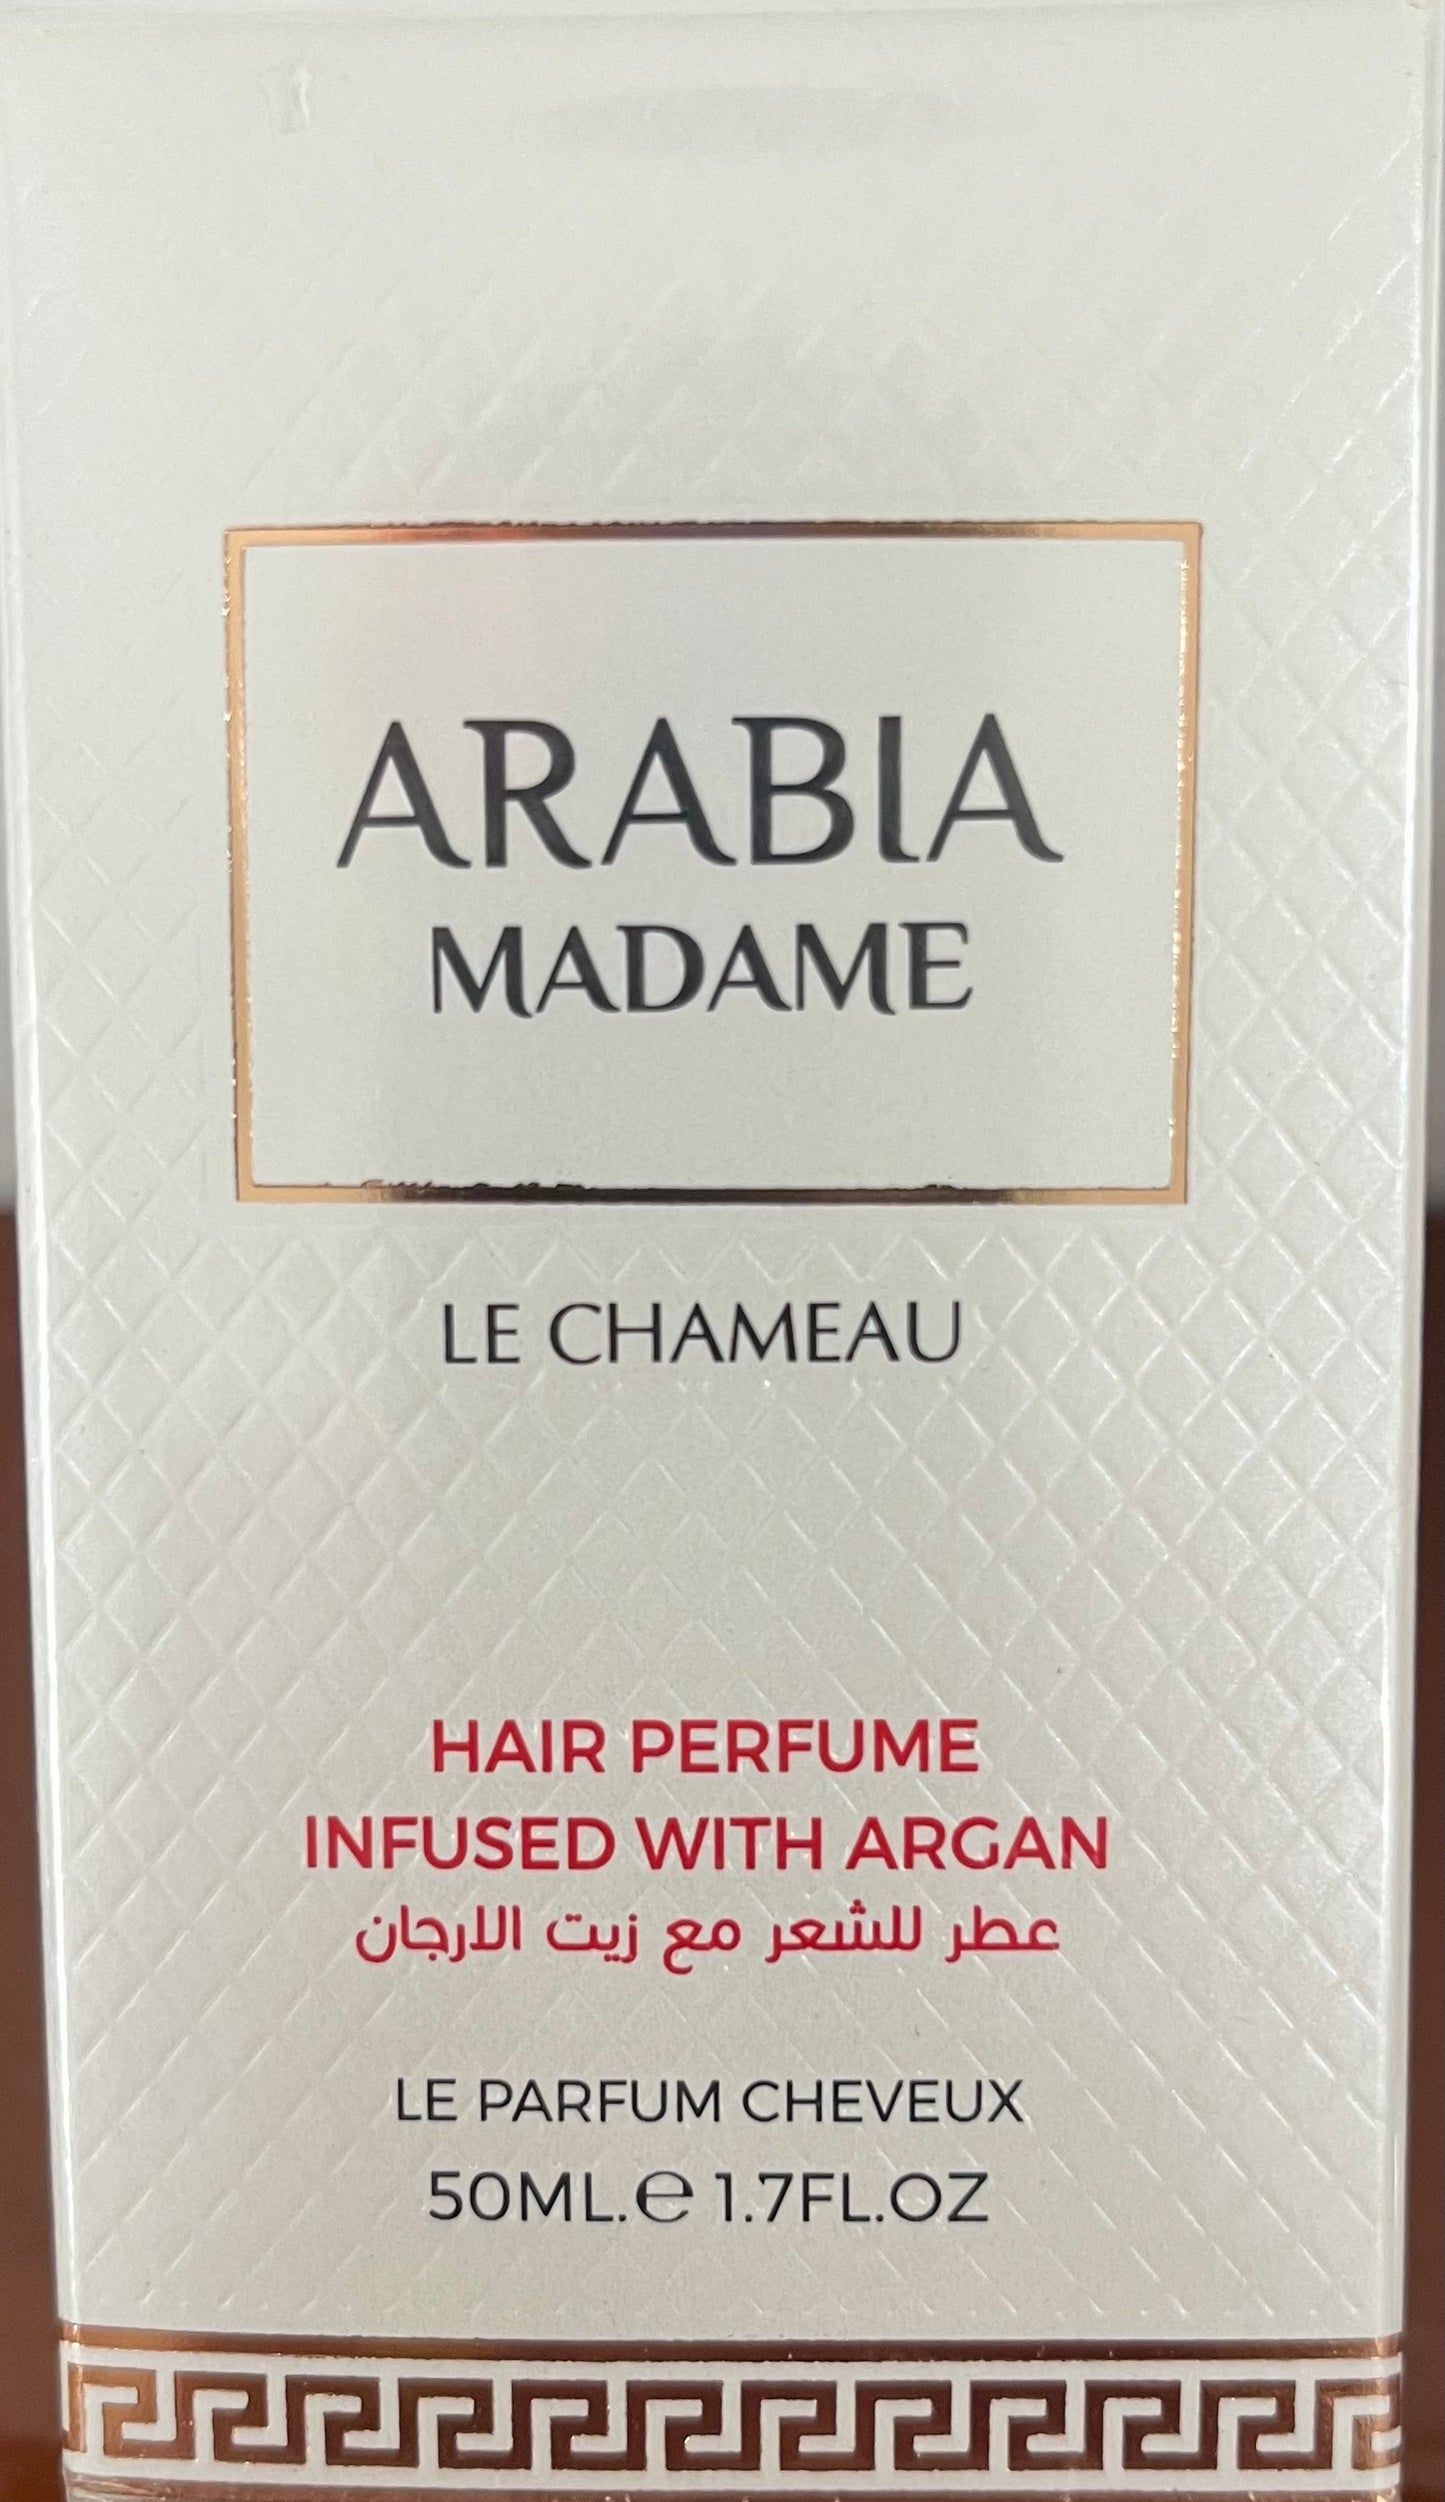 ARABIA
MADAME
LE CHAMEAU
HAIR PERFUME
INFUSED WITH ARGAN
عطر للشعر مع زيت الارجان
LE PARFUM CHEVEUX
50ML.℮ 1.7FL.OZ